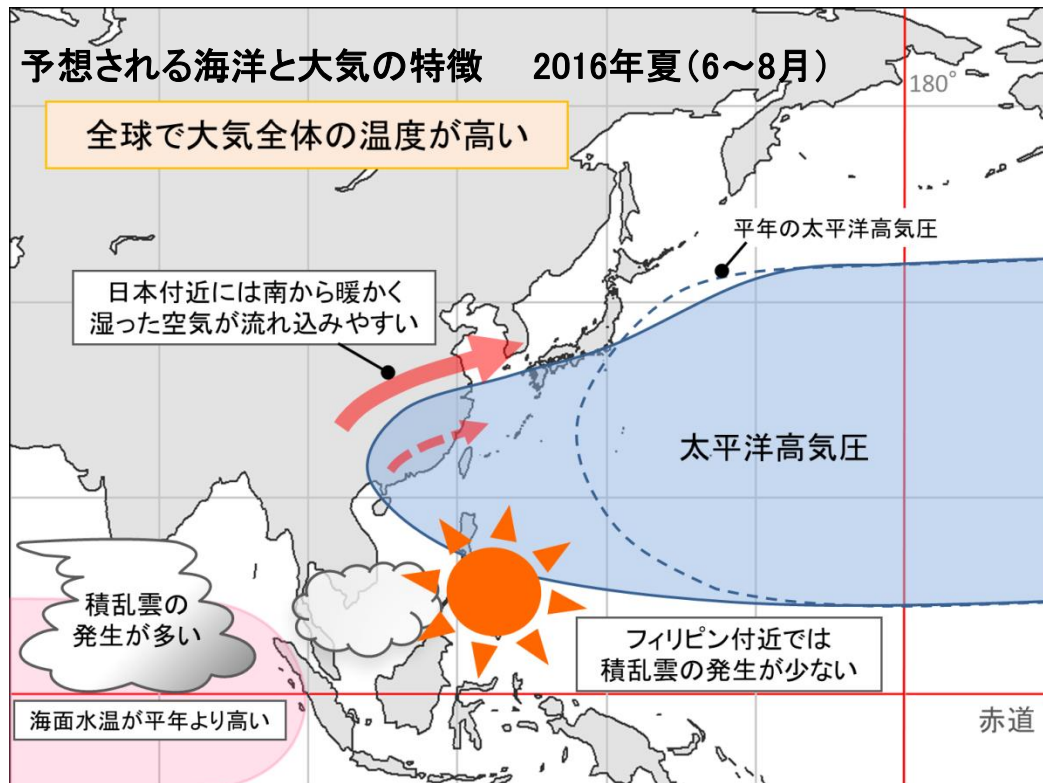 予想される海洋と大気の特徴　2016年夏（6～8月）
180°
全球で大気全体の温度が高い
平年の太平洋高気圧
日本付近には南から暖かく
湿った空気が流れ込みやすい
太平洋高気圧
積乱雲の
発生が多い
フィリピン付近では
積乱雲の発生が少ない
海面水温が平年より高い
赤道